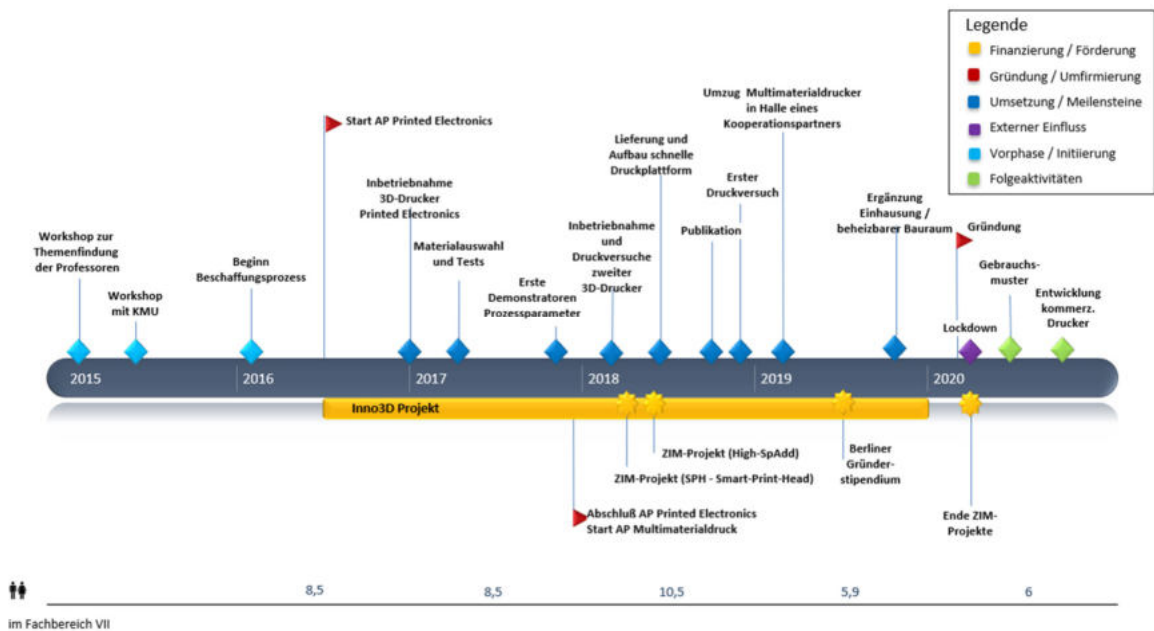 Legende
Finanzierung / Förderung
Gründung / Umfirmierung
Umsetzung / Meilensteine
Externer Einfluss
Vorphase / Initiierung
Folgeaktivitäten
Workshop zur
Themenfindung
der Professoren
Workshop
mit KMU
Beginn
Beschaffungsprozess
Start AP Printed Electronics
Inbetriebnahme
3D-Drucker
Printed Electronics
Materialauswahl
und Tests
Erste
Demonstratoren
Prozessparameter
Inbetriebnahme
und
Druckversuche
zweiter
3D-Drucker
Lieferung und
Aufbau schnelle
Druckplattform
Publikation
Erster
Druckversuch
Umzug Multimaterialdrucker
in Halle eines
Kooperationspartners
Ergänzung
Einhausung /
beheizbarer Bauraum
Gründung
Lockdown
Gebrauchs-
muster
Entwicklung
kommerz.
Drucker
2015
2016
2017
2018
2019
2020
Inno3D Projekt
ZIM-Projekt (High-SpAdd)
ZIM-Projekt (SPH - Smart-Print-Head)
Abschluß AP Printed Electronics
Start AP Multimaterialdruck
Berliner
Gründer-
stipendium
Ende ZIM-
Projekte
8,5
8,5
10,5
5,9
6
im Fachbereich VII